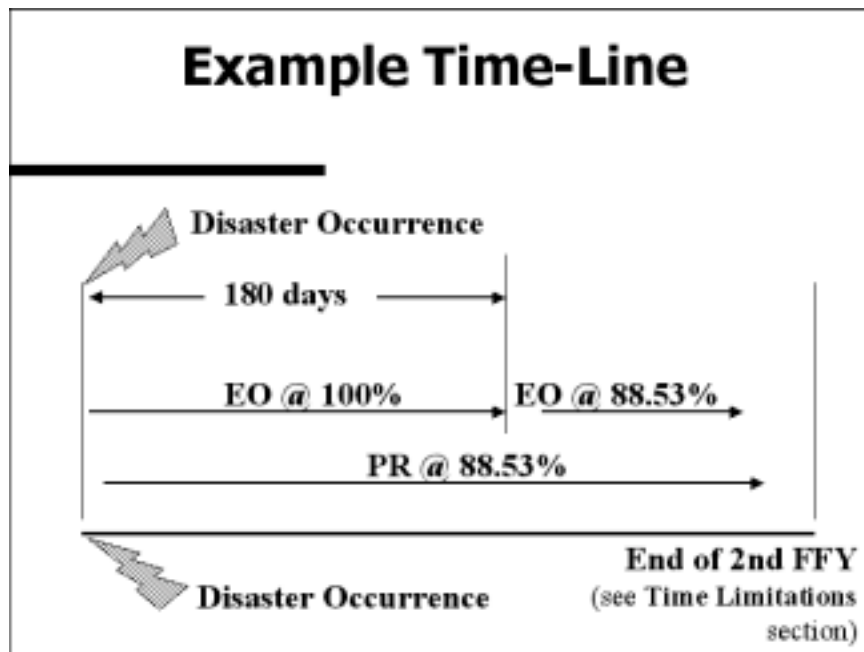 Example Time-Line
Disaster Occurrence
180 days
EO @ 100%
EO @ 88.53%
PR @ 88.53%
End of 2nd FFY
(see Time Limitations
section)
Disaster Occurrence